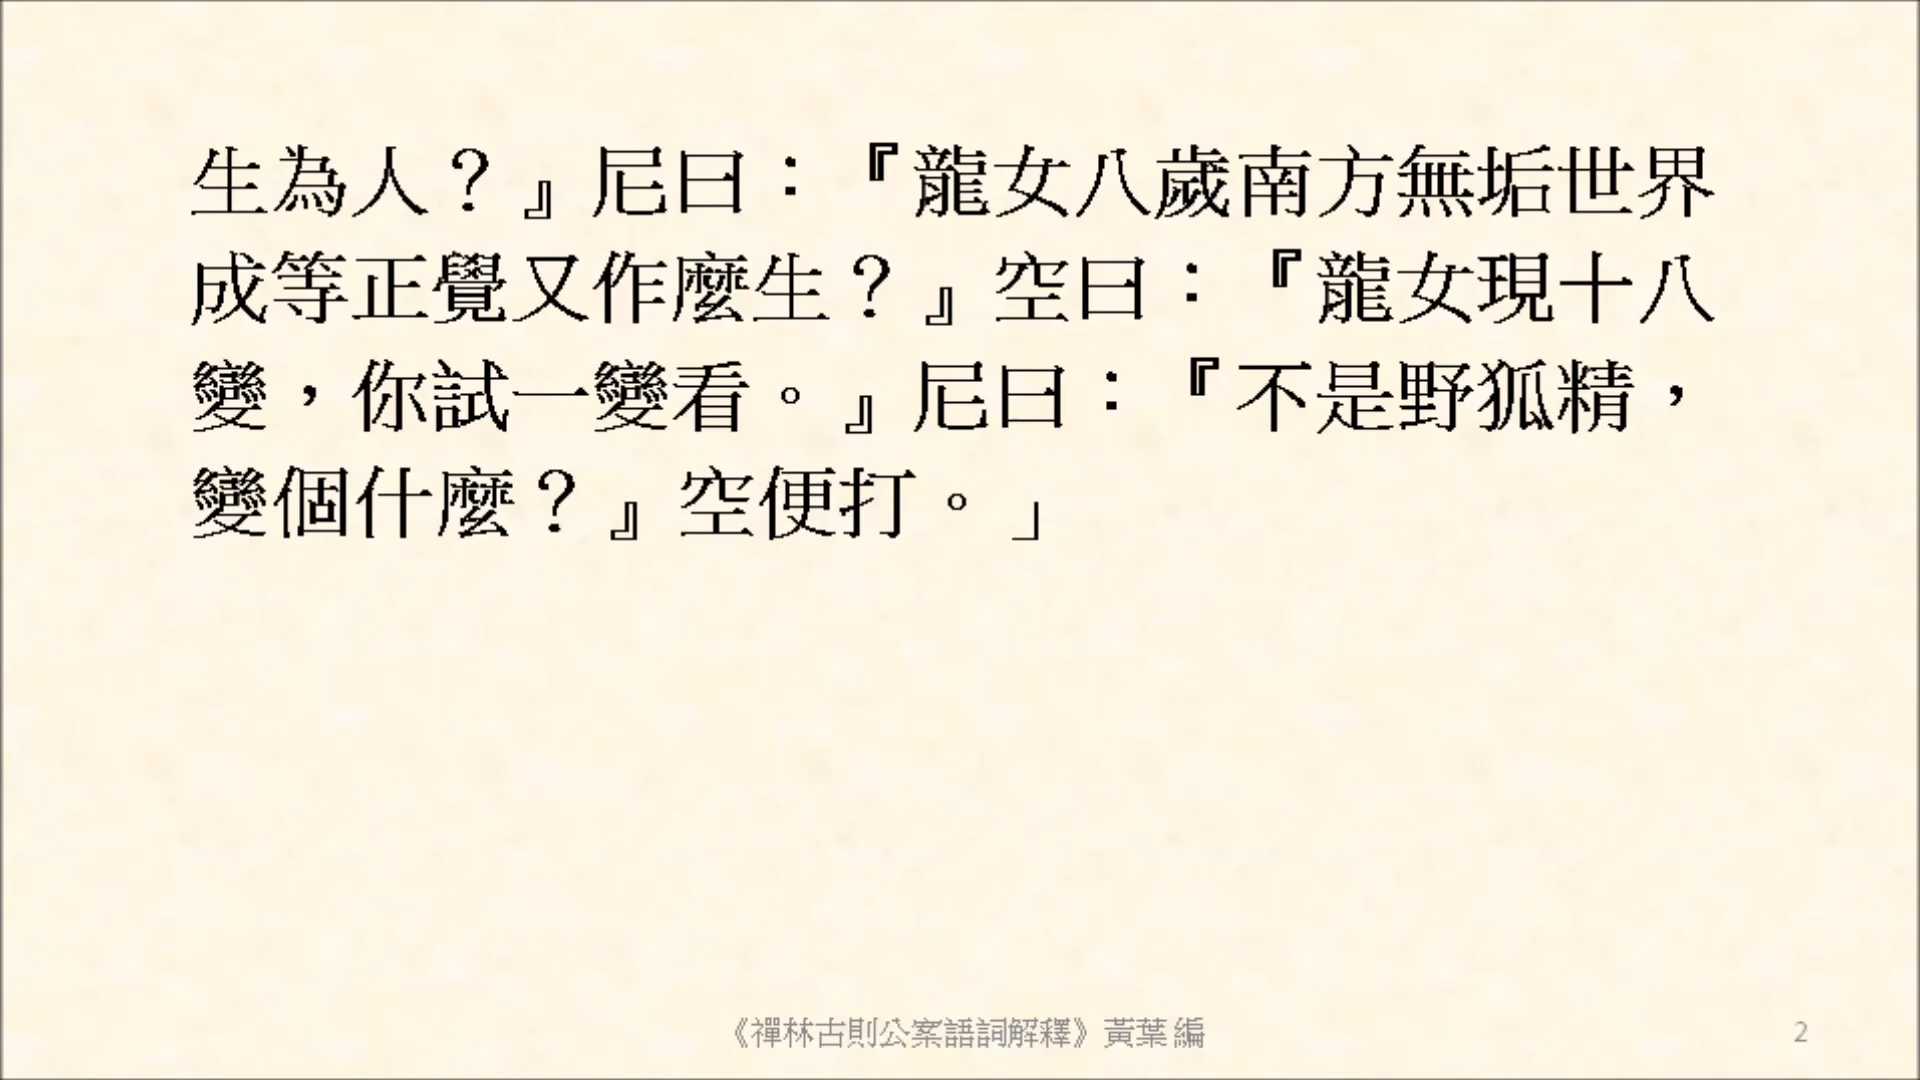 生為人？』尼曰：『龍女八歲南方無垢世界
成等正覺又作麼生？』空曰：『龍女現十八
變，你試一變看。』尼曰：『不是野狐精，
變個什麼？』空便打。」
《禪林古則公案語詞解釋》黃葉 編
2